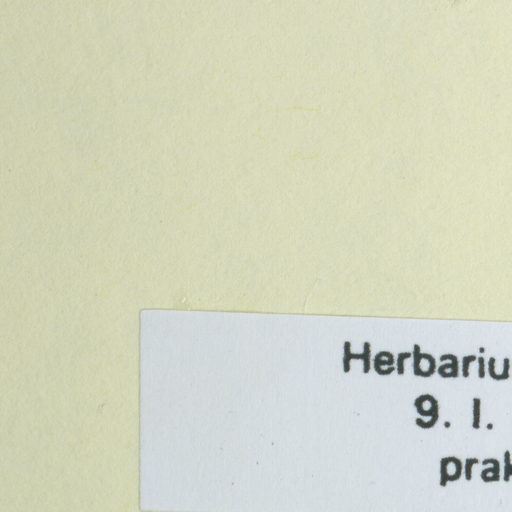 Herbariu
9. I.
prak